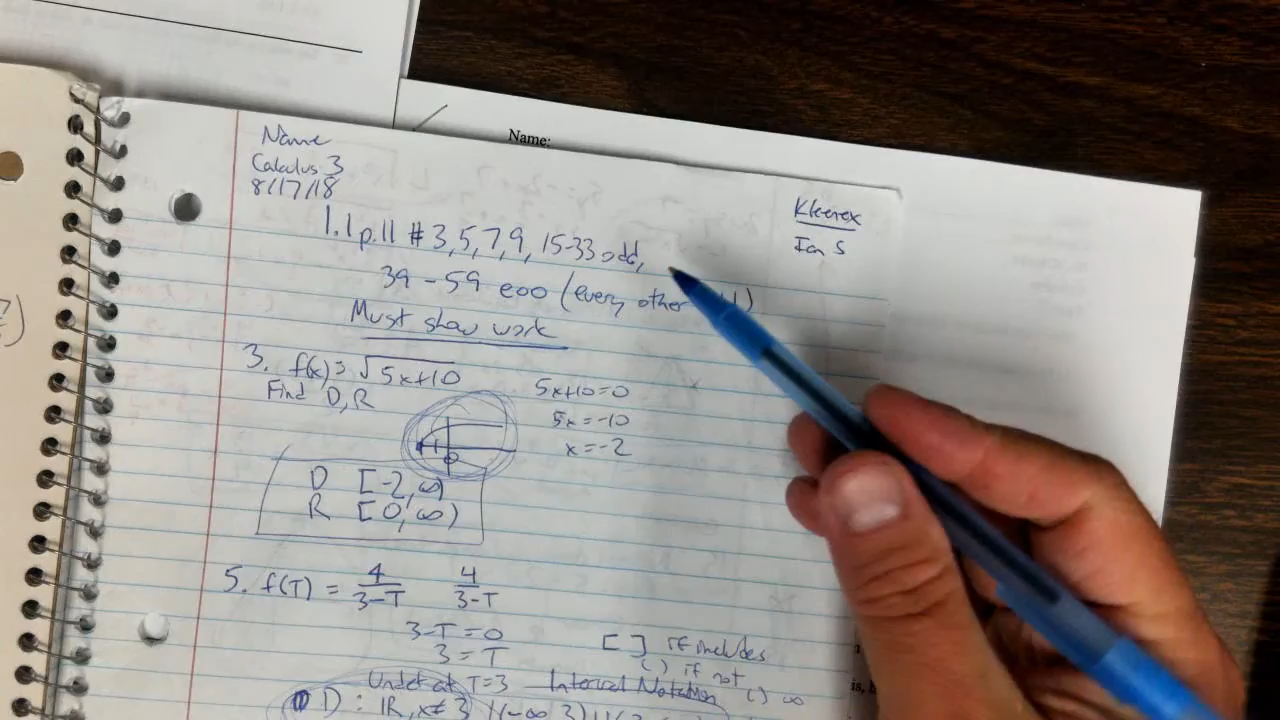 Name:
Name
Calculus 3
8/17/18
Kleenex
Ian S
1.1 p.11 # 3,5,7,9, 15-33 odd,
39 - 59 eoo (every other
Must show work
3. f(x) = √5x+10
Find D,R
5x+10=0
5x=-10
x=-2
D [-2,∞)
R [0,∞)
5. f(T) = 4/3-T 4/3-T
3-T=0
3=T
[ ] if includes
( ) if not
Undef at T=3 Interval Notation ( ) ∞
D: ℝ, x≠3
is,